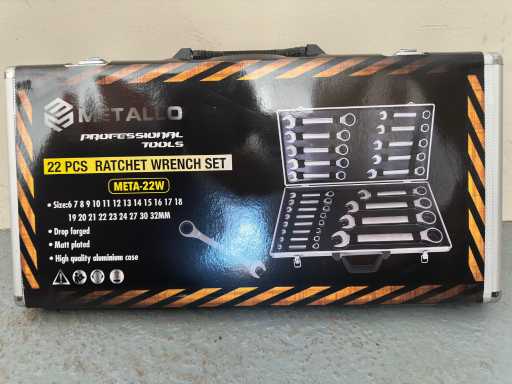 METALLO
PROFESSIONAL
TOOLS
22 PCS RATCHET WRENCH SET
META-22W
• Size:6 7 8 9 10 11 12 13 14 15 16 17 18
19 20 21 22 23 24 27 30 32MM
• Drop forged
• Matt plated
• High quality aluminium case